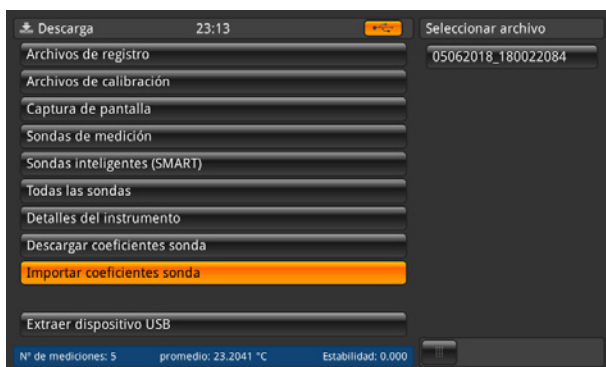 Descarga 23:13
Seleccionar archivo
Archivos de registro
05062018_180022084
Archivos de calibración
Captura de pantalla
Sondas de medición
Sondas inteligentes (SMART)
Todas las sondas
Detalles del instrumento
Descargar coeficientes sonda
Importar coeficientes sonda
Extraer dispositivo USB
Nº de mediciones: 5 promedio: 23.2041 °C Estabilidad: 0.000